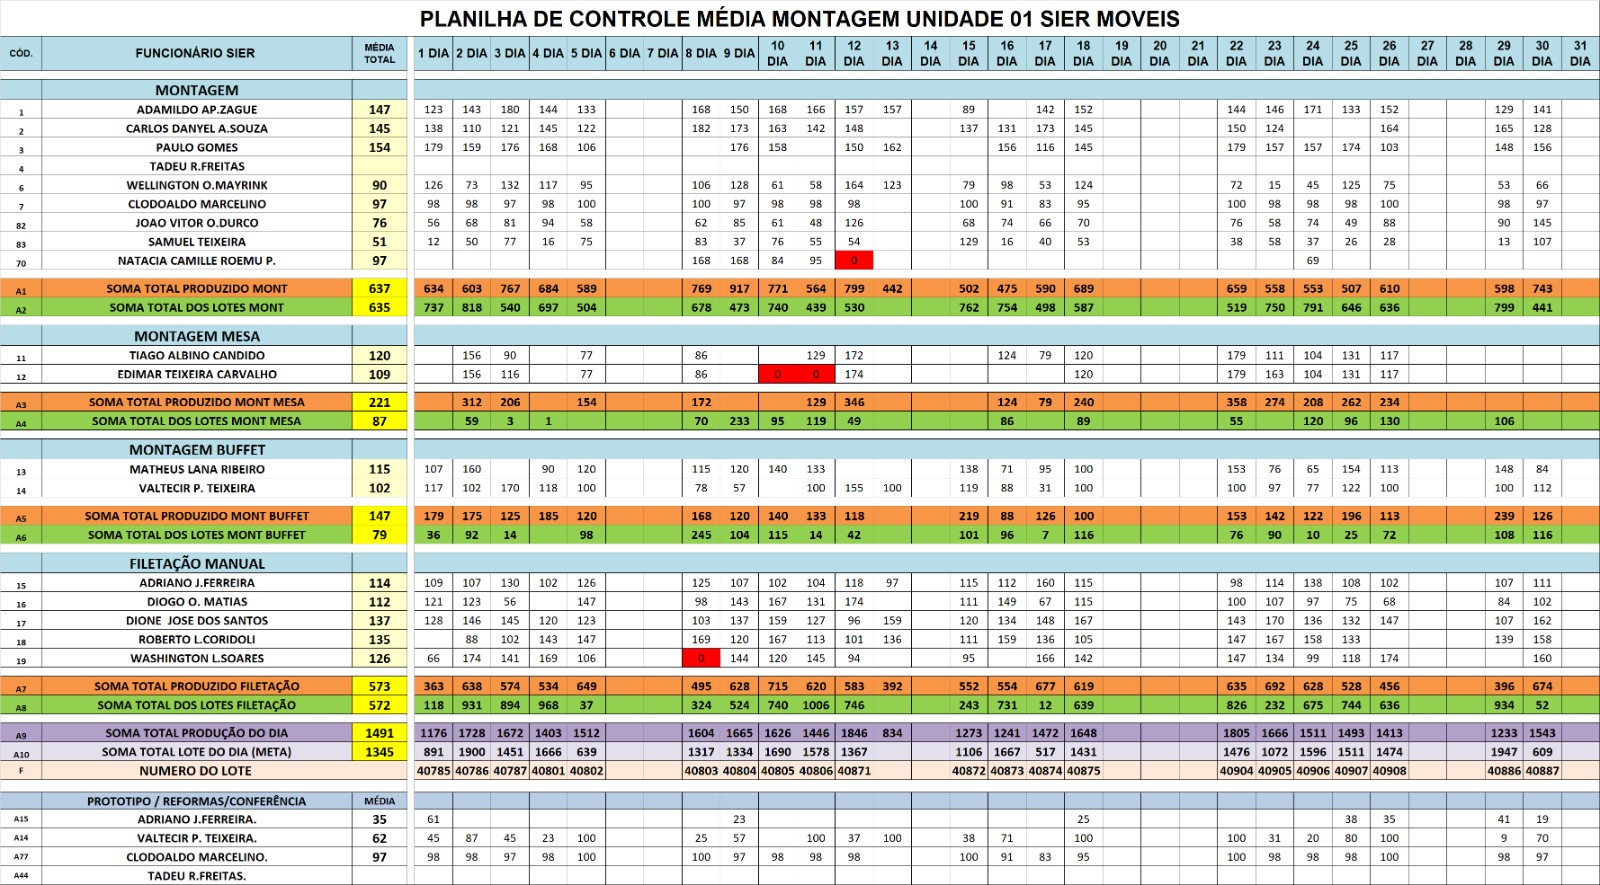 PLANILHA DE CONTROLE MÉDIA MONTAGEM UNIDADE 01 SIER MOVEIS
CÓD. FUNCIONÁRIO SIER MÉDIA TOTAL 1 DIA 2 DIA 3 DIA 4 DIA 5 DIA 6 DIA 7 DIA 8 DIA 9 DIA 10 DIA 11 DIA 12 DIA 13 DIA 14 DIA 15 DIA 16 DIA 17 DIA 18 DIA 19 DIA 20 DIA 21 DIA 22 DIA 23 DIA 24 DIA 25 DIA 26 DIA 27 DIA 28 DIA 29 DIA 30 DIA 31 DIA
MONTAGEM
1 ADAMILDO AP.ZAGUE 147 123 143 180 144 133 168 150 168 166 157 157 89 142 152 144 146 171 133 152 129 141
2 CARLOS DANYEL A.SOUZA 145 138 110 121 145 122 182 173 163 142 148 137 131 173 145 150 124 164 165 128
3 PAULO GOMES 154 179 159 176 168 106 176 158 150 162 156 116 145 179 157 157 174 103 148 156
4 TADEU R.FREITAS
6 WELLINGTON O.MAYRINK 90 126 73 132 117 95 106 128 61 58 164 123 79 98 53 124 72 15 45 125 75 53 66
7 CLODOALDO MARCELINO 97 98 98 97 98 100 100 97 98 98 98 100 91 83 95 100 98 98 98 100 98 97
82 JOAO VITOR O.DURCO 76 56 68 81 94 58 62 85 61 48 126 68 74 66 70 76 58 74 49 88 90 145
83 SAMUEL TEIXEIRA 51 12 50 77 16 75 83 37 76 55 54 129 16 40 53 38 58 37 26 28 13 107
70 NATACIA CAMILLE ROEMU P. 97 168 168 84 95 0 69
A1 SOMA TOTAL PRODUZIDO MONT 637 634 603 767 684 589 769 917 771 564 799 442 502 475 590 689 659 558 553 507 610 598 743
A2 SOMA TOTAL DOS LOTES MONT 635 737 818 540 697 504 678 473 740 439 530 762 754 498 587 519 750 791 646 636 799 441
MONTAGEM MESA
11 TIAGO ALBINO CANDIDO 120 156 90 77 86 129 172 124 79 120 179 111 104 131 117
12 EDIMAR TEIXEIRA CARVALHO 109 156 116 77 86 0 0 174 120 179 163 104 131 117
A3 SOMA TOTAL PRODUZIDO MONT MESA 221 312 206 154 172 129 346 124 79 240 358 274 208 262 234
A4 SOMA TOTAL DOS LOTES MONT MESA 87 59 3 1 70 233 95 119 49 86 89 55 120 96 130 106
MONTAGEM BUFFET
13 MATHEUS LANA RIBEIRO 115 107 160 90 120 115 120 140 133 138 71 95 100 153 76 65 154 113 148 84
14 VALTECIR P. TEIXEIRA 102 117 102 170 118 100 78 57 100 155 100 119 88 31 100 100 97 77 122 100 100 112
A5 SOMA TOTAL PRODUZIDO MONT BUFFET 147 179 175 125 185 120 168 120 140 133 118 219 88 126 100 153 142 122 196 113 239 126
A6 SOMA TOTAL DOS LOTES MONT BUFFET 79 36 92 14 98 245 104 115 14 42 101 96 7 116 76 90 10 25 72 108 116
FILETAÇÃO MANUAL
15 ADRIANO J.FERREIRA 114 109 107 130 102 126 125 107 102 104 118 97 115 112 160 115 98 114 138 108 102 107 111
16 DIOGO O. MATIAS 112 121 123 56 147 98 143 167 131 174 111 149 67 115 100 107 97 75 68 84 102
17 DIONE JOSE DOS SANTOS 137 128 146 145 120 123 103 137 159 127 96 159 120 134 148 167 143 170 136 132 147 107 162
18 ROBERTO L.CORIDOLI 135 88 102 143 147 169 120 167 113 101 136 111 159 136 105 147 167 158 133 139 158
19 WASHINGTON L.SOARES 126 66 174 141 169 106 0 144 120 145 94 95 166 142 147 134 99 118 174 160
A7 SOMA TOTAL PRODUZIDO FILETAÇÃO 573 363 638 574 534 649 495 628 715 620 583 392 552 554 677 619 635 692 628 528 456 396 674
A8 SOMA TOTAL DOS LOTES FILETAÇÃO 572 118 931 894 968 37 324 524 740 1006 746 243 731 12 639 826 232 675 744 636 934 52
A9 SOMA TOTAL PRODUÇÃO DO DIA 1491 1176 1728 1672 1403 1512 1604 1665 1626 1446 1846 834 1273 1241 1472 1648 1805 1666 1511 1493 1413 1233 1543
A10 SOMA TOTAL LOTE DO DIA (META) 1345 891 1900 1451 1666 639 1317 1334 1690 1578 1367 1106 1667 517 1431 1476 1072 1596 1511 1474 1947 609
F NUMERO DO LOTE 40785 40786 40787 40801 40802 40803 40804 40805 40806 40871 40872 40873 40874 40875 40904 40905 40906 40907 40908 40886 40887
PROTOTIPO / REFORMAS/CONFERÊNCIA MÉDIA
A15 ADRIANO J.FERREIRA. 35 61 23 25 38 35 41 19
A14 VALTECIR P. TEIXEIRA. 62 45 87 45 23 100 25 57 100 37 100 38 71 100 100 31 20 80 100 9 70
A77 CLODOALDO MARCELINO. 97 98 98 97 98 100 100 97 98 98 98 100 91 83 95 100 98 98 98 100 98 97
A44 TADEU R.FREITAS.